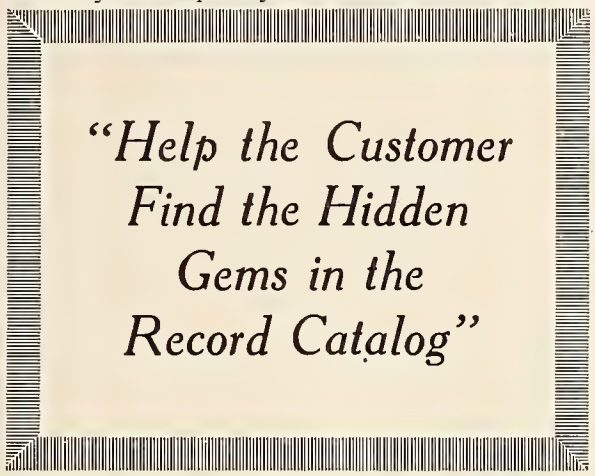 “Help the Customer
Find the Hidden
Gems in the
Record Catalog”